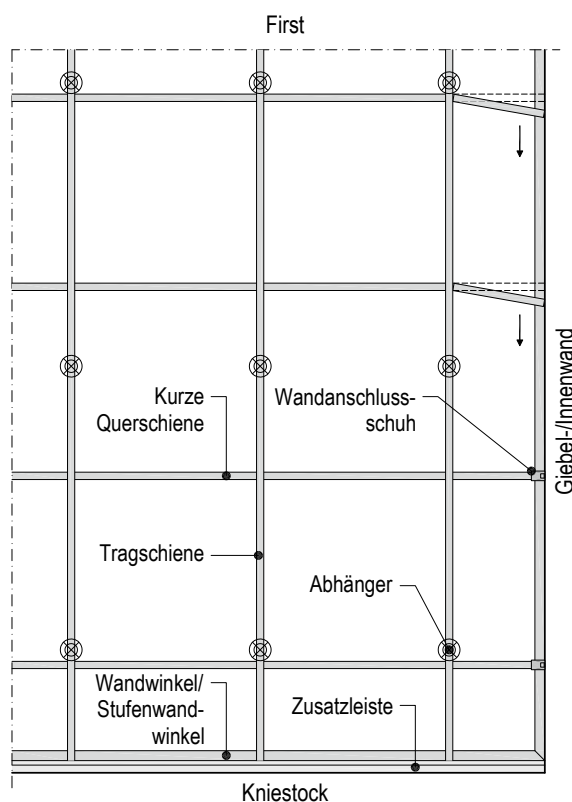 First
Kurze
Querschiene
Wandanschluss-
schuh
Giebel-/Innenwand
Tragschiene
Abhänger
Wandwinkel/
Stufenwand-
winkel
Zusatzleiste
Kniestock